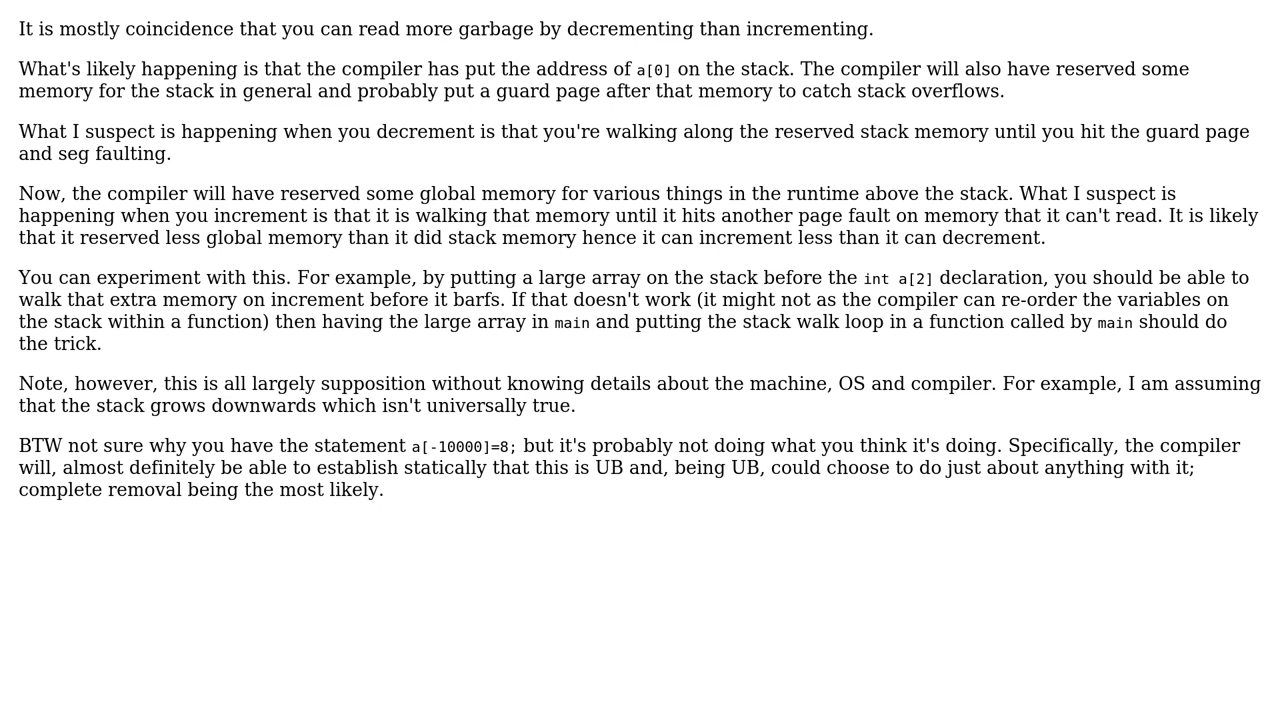 It is mostly coincidence that you can read more garbage by decrementing than incrementing.
What's likely happening is that the compiler has put the address of a[0] on the stack. The compiler will also have reserved some
memory for the stack in general and probably put a guard page after that memory to catch stack overflows.
What I suspect is happening when you decrement is that you're walking along the reserved stack memory until you hit the guard page
and seg faulting.
Now, the compiler will have reserved some global memory for various things in the runtime above the stack. What I suspect is
happening when you increment is that it is walking that memory until it hits another page fault on memory that it can't read. It is likely
that it reserved less global memory than it did stack memory hence it can increment less than it can decrement.
You can experiment with this. For example, by putting a large array on the stack before the int a[2] declaration, you should be able to
walk that extra memory on increment before it barfs. If that doesn't work (it might not as the compiler can re-order the variables on
the stack within a function) then having the large array in main and putting the stack walk loop in a function called by main should do
the trick.
Note, however, this is all largely supposition without knowing details about the machine, OS and compiler. For example, I am assuming
that the stack grows downwards which isn't universally true.
BTW not sure why you have the statement a[-10000]=8; but it's probably not doing what you think it's doing. Specifically, the compiler
will, almost definitely be able to establish statically that this is UB and, being UB, could choose to do just about anything with it;
complete removal being the most likely.